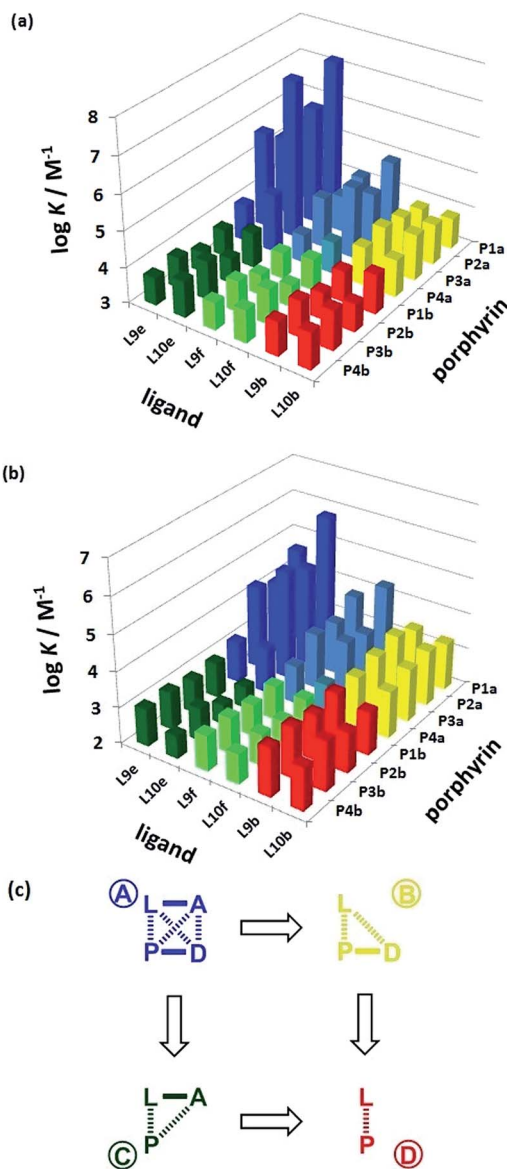 (a)
8
7
6
5
4
3
log K / M⁻¹
L9e
L10e
L9f
L10f
L9b
L10b
ligand
P1a
P2a
P3a
P4a
P1b
P2b
P3b
P4b
porphyrin
(b)
7
6
5
4
3
2
log K / M⁻¹
L9e
L10e
L9f
L10f
L9b
L10b
ligand
P1a
P2a
P3a
P4a
P1b
P2b
P3b
P4b
porphyrin
(c)
A L A
P D
L B
P D
L A
C P
L
P D